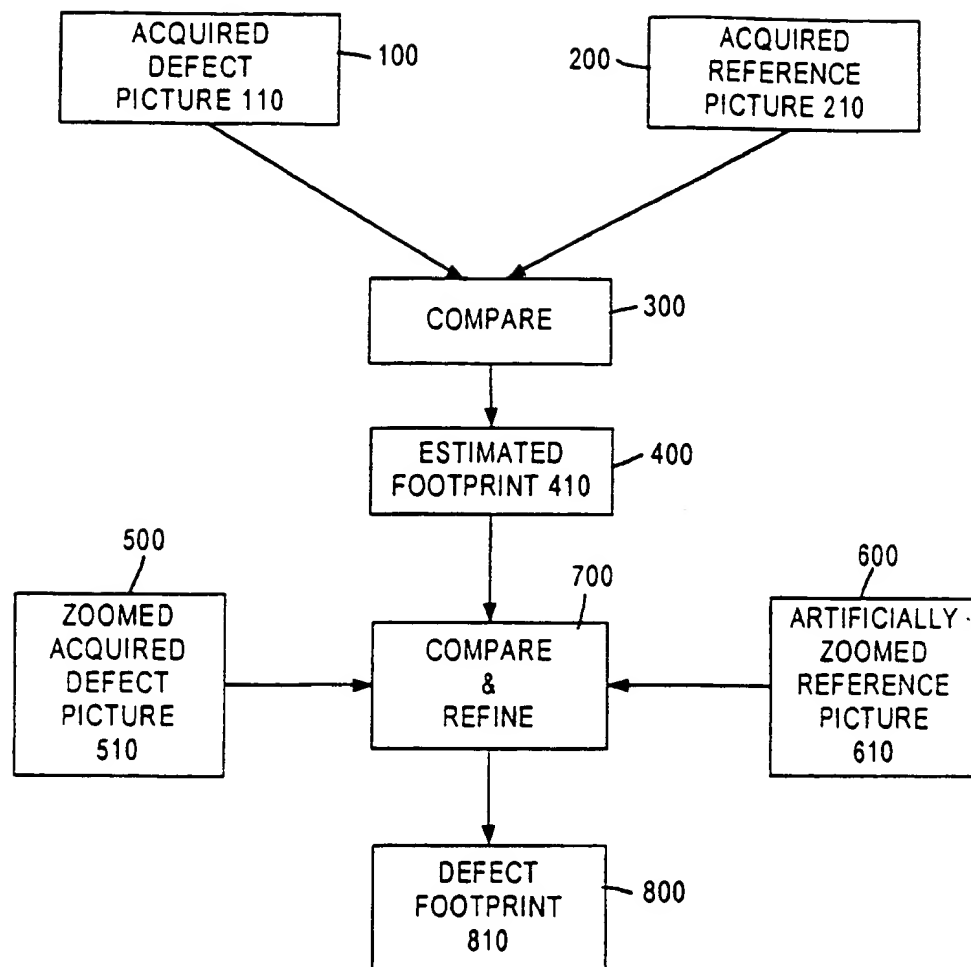 ACQUIRED
DEFECT
PICTURE 110
100
200
ACQUIRED
REFERENCE
PICTURE 210
COMPARE
300
ESTIMATED
FOOTPRINT 410
400
500
ZOOMED
ACQUIRED
DEFECT
PICTURE
510
700
COMPARE
&
REFINE
600
ARTIFICIALLY
ZOOMED
REFERENCE
PICTURE
610
DEFECT
FOOTPRINT
810
800